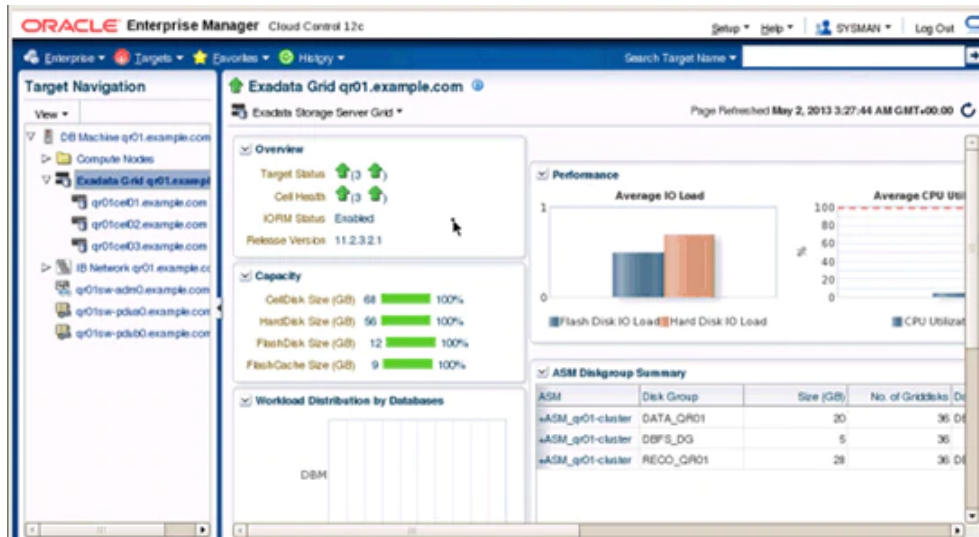 ORACLE Enterprise Manager Cloud Control 12c
Setup Help SYSMAN Log Out
Enterprise Targets Favorites History Search Target Name
Target Navigation
View
DB Machine qr01.example.com
Compute Nodes
Exadata Grid qr01.exampl
qr01cel01.example.com
qr01cel02.example.com
qr01cel03.example.com
IB Network qr01.example.cc
qr01sw-adm0.example.com
qr01sw-pdua0.example.com
qr01sw-pdub0.example.com
Exadata Grid qr01.example.com
Exadata Storage Server Grid
Page Refreshed May 2, 2013 3:27:44 AM GMT+00:00
Overview
Target Status (3 )
Cell Health (3 )
IORM Status Enabled
Release Version 11.2.3.2.1
Capacity
CellDisk Size (GB) 68 100%
HardDisk Size (GB) 56 100%
FlashDisk Size (GB) 12 100%
FlashCache Size (GB) 9 100%
Workload Distribution by Databases
DBM
Performance
Average IO Load
1
0
Flash Disk IO Load Hard Disk IO Load
Average CPU Util
%
100
80
60
40
20
0
CPU Utilizat
ASM Diskgroup Summary
ASM Disk Group Size (GB) No. of Griddisks
+ASM_qr01-cluster DATA_QR01 20 36
+ASM_qr01-cluster DBFS_DG 5 36
+ASM_qr01-cluster RECO_QR01 28 36